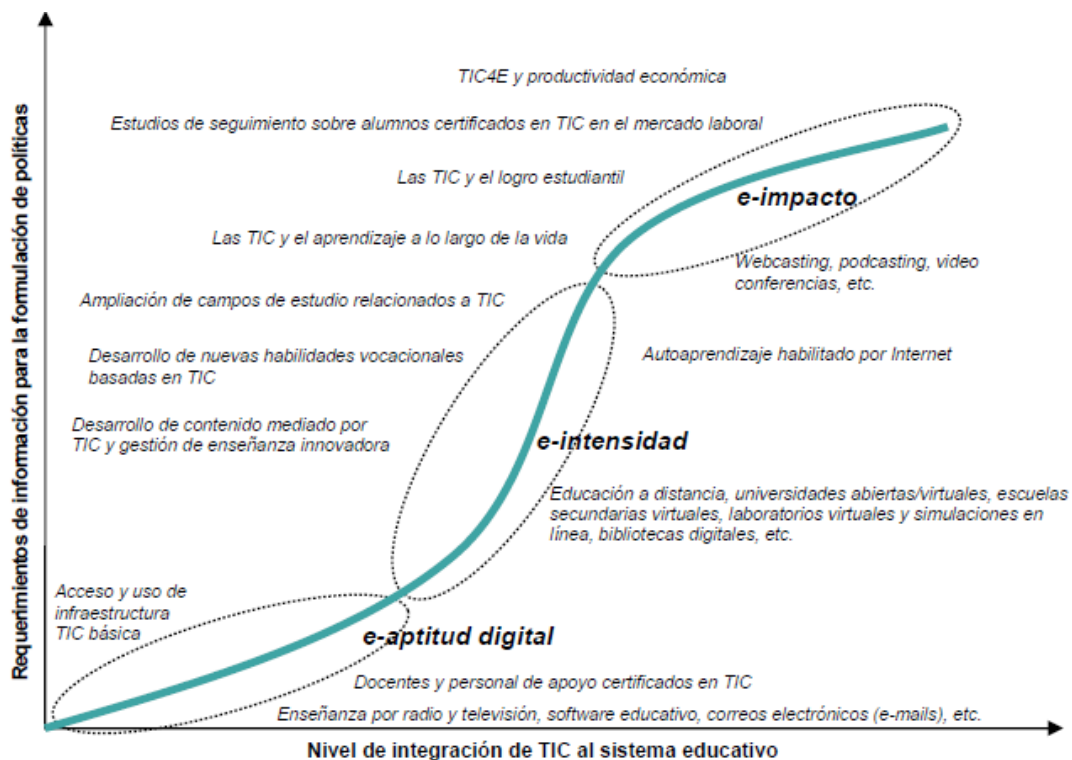 Requerimientos de información para la formulación de políticas
TIC4E y productividad económica
Estudios de seguimiento sobre alumnos certificados en TIC en el mercado laboral
Las TIC y el logro estudiantil
e-impacto
Las TIC y el aprendizaje a lo largo de la vida
Webcasting, podcasting, video
conferencias, etc.
Ampliación de campos de estudio relacionados a TIC
Desarrollo de nuevas habilidades vocacionales
basadas en TIC
Autoaprendizaje habilitado por Internet
Desarrollo de contenido mediado por
TIC y gestión de enseñanza innovadora
e-intensidad
Educación a distancia, universidades abiertas/virtuales, escuelas
secundarias virtuales, laboratorios virtuales y simulaciones en
línea, bibliotecas digitales, etc.
Acceso y uso de
infraestructura
TIC básica
e-aptitud digital
Docentes y personal de apoyo certificados en TIC
Enseñanza por radio y televisión, software educativo, correos electrónicos (e-mails), etc.
Nivel de integración de TIC al sistema educativo